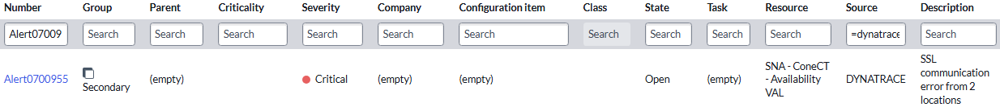 Number Group Parent Criticality Severity Company Configuration item Class State Task Resource Source Description
Alert07009 Search Search Search Search Search Search Search Search Search Search =dynatrace Search
Alert0700955 Secondary (empty) Critical (empty) (empty) Open (empty) SNA - ConeCT - Availability VAL DYNATRACE SSL communication error from 2 locations